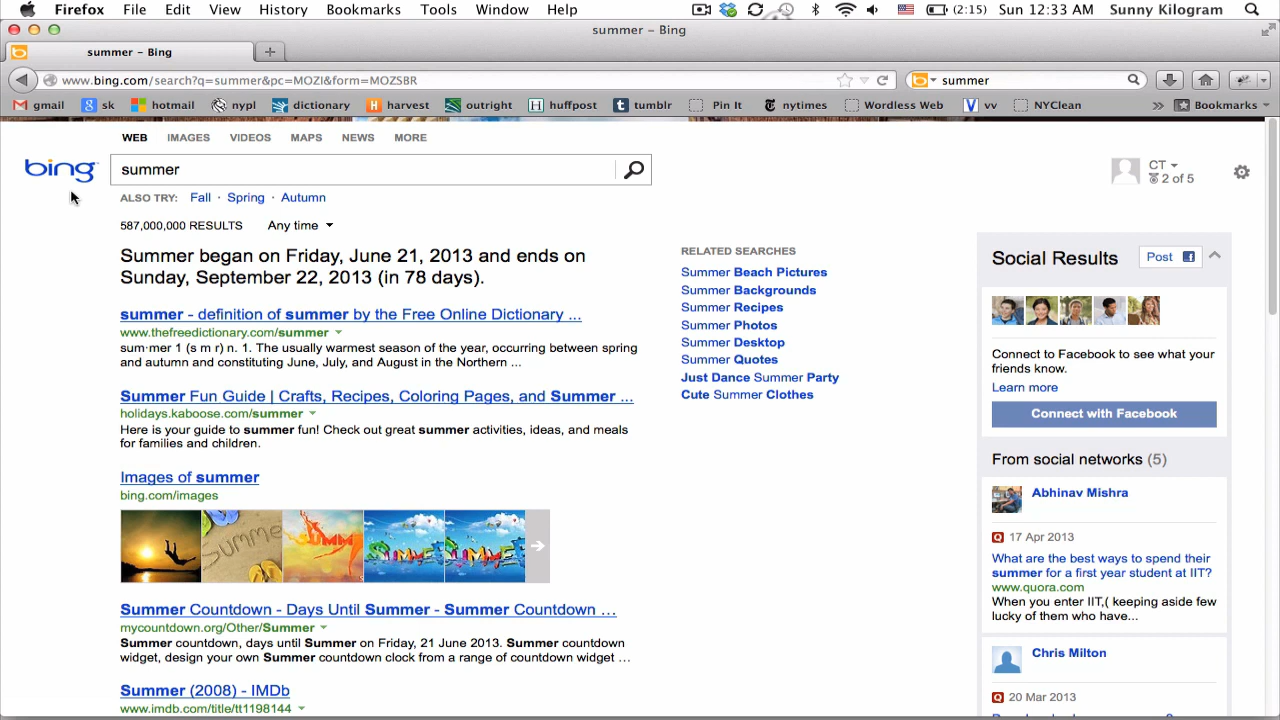 Firefox File Edit View History Bookmarks Tools Window Help (2:15) Sun 12:33 AM Sunny Kilogram
summer – Bing
summer – Bing
www.bing.com/search?q=summer&pc=MOZI&form=MOZSBR summer
gmail sk hotmail nypl dictionary harvest outright huffpost tumblr Pin It nytimes Wordless Web vv NYClean » Bookmarks
WEB IMAGES VIDEOS MAPS NEWS MORE
bing summer
CT
2 of 5
ALSO TRY: Fall · Spring · Autumn
587,000,000 RESULTS Any time
Summer began on Friday, June 21, 2013 and ends on
Sunday, September 22, 2013 (in 78 days).
summer - definition of summer by the Free Online Dictionary ...
www.thefreedictionary.com/summer
sum·mer 1 (s m r) n. 1. The usually warmest season of the year, occurring between spring
and autumn and constituting June, July, and August in the Northern ...
Summer Fun Guide | Crafts, Recipes, Coloring Pages, and Summer ...
holidays.kaboose.com/summer
Here is your guide to summer fun! Check out great summer activities, ideas, and meals
for families and children.
Images of summer
bing.com/images
Summe
SUMM
SUMMER
SUMMER
Summer Countdown - Days Until Summer - Summer Countdown ...
mycountdown.org/Other/Summer
Summer countdown, days until Summer on Friday, 21 June 2013. Summer countdown
widget, design your own Summer countdown clock from a range of countdown widget ...
Summer (2008) - IMDb
www.imdb.com/title/tt1198144
RELATED SEARCHES
Summer Beach Pictures
Summer Backgrounds
Summer Recipes
Summer Photos
Summer Desktop
Summer Quotes
Just Dance Summer Party
Cute Summer Clothes
Social Results Post
Connect to Facebook to see what your
friends know.
Learn more
Connect with Facebook
From social networks (5)
Abhinav Mishra
17 Apr 2013
What are the best ways to spend their
summer for a first year student at IIT?
www.quora.com
When you enter IIT,( keeping aside few
lucky of them who have...
Chris Milton
20 Mar 2013